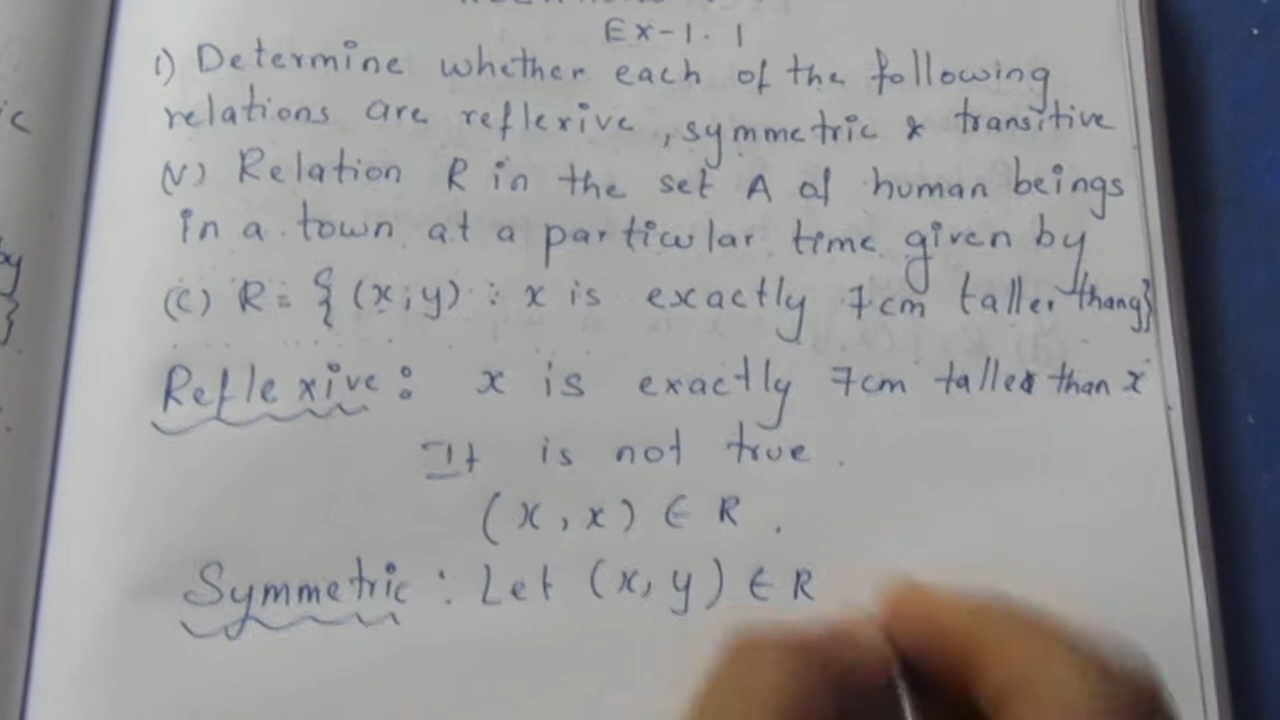 Ex-1.1
1) Determine whether each of the following
relations are reflexive, symmetric & transitive
(V) Relation R in the set A of human beings
in a town at a particular time given by
(C) R = {(x,y) : x is exactly 7cm taller than y}
Reflexive: x is exactly 7cm taller than x
It is not true.
(x, x) ∈ R.
Symmetric: Let (x, y) ∈ R
ic
by
}